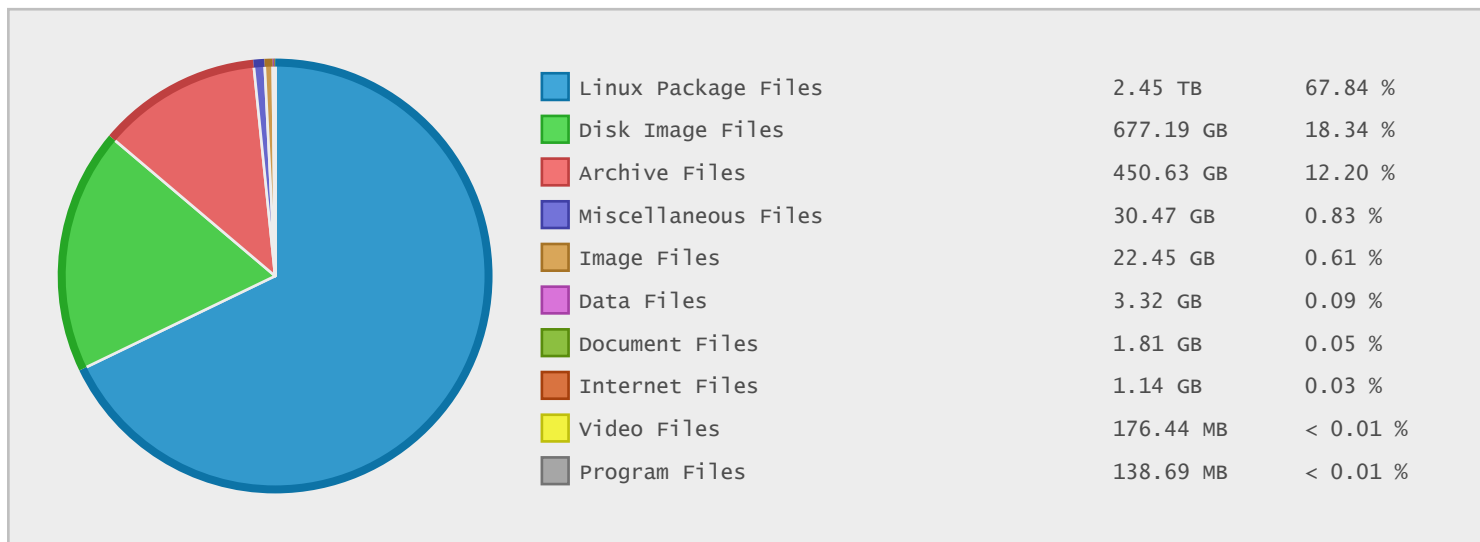 Linux Package Files 2.45 TB 67.84 %
Disk Image Files 677.19 GB 18.34 %
Archive Files 450.63 GB 12.20 %
Miscellaneous Files 30.47 GB 0.83 %
Image Files 22.45 GB 0.61 %
Data Files 3.32 GB 0.09 %
Document Files 1.81 GB 0.05 %
Internet Files 1.14 GB 0.03 %
Video Files 176.44 MB < 0.01 %
Program Files 138.69 MB < 0.01 %